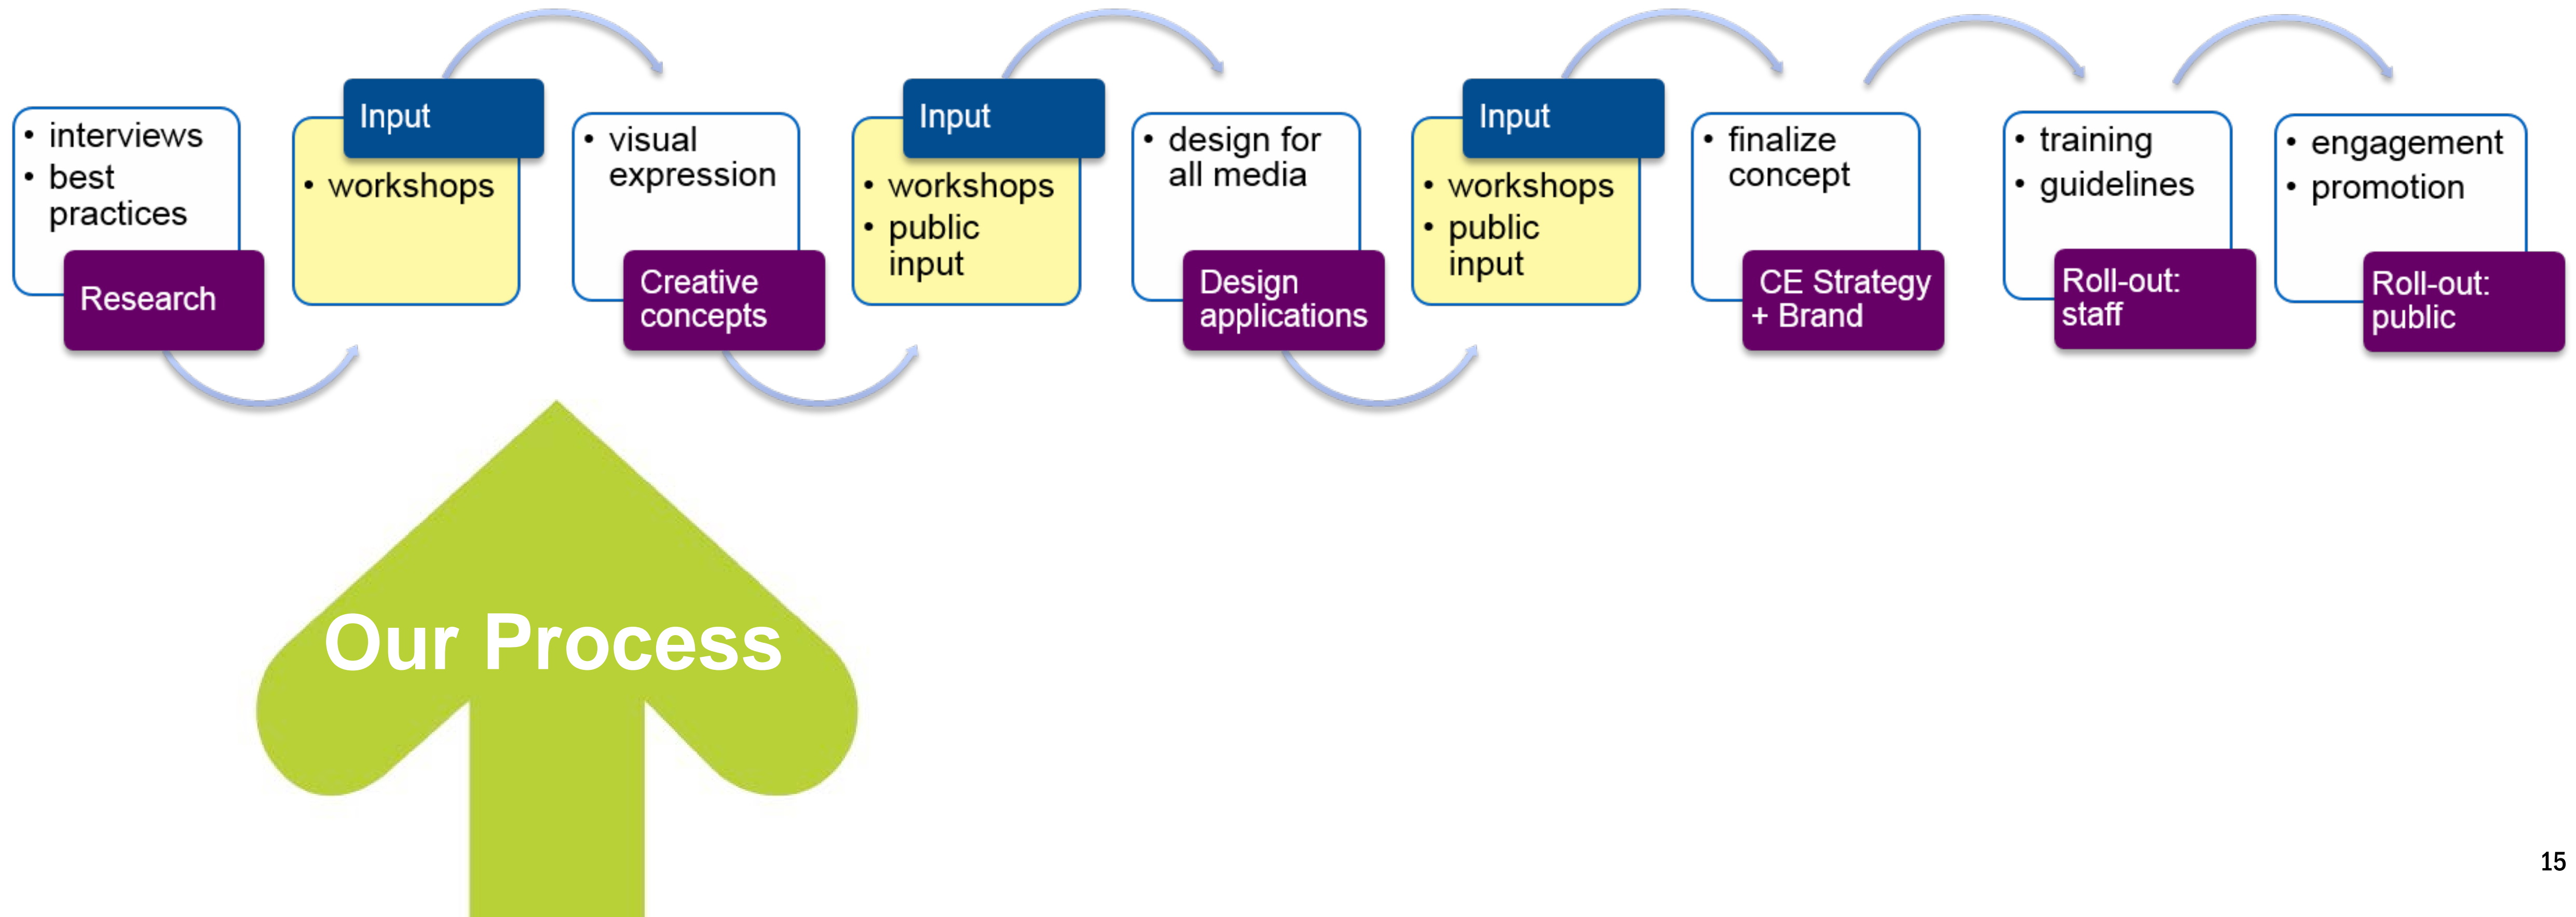 • interviews
• best
practices
Research
Input
• workshops
• visual
expression
Creative
concepts
Input
• workshops
• public
input
• design for
all media
Design
applications
Input
• workshops
• public
input
• finalize
concept
CE Strategy
+ Brand
• training
• guidelines
Roll-out:
staff
• engagement
• promotion
Roll-out:
public
Our Process
15